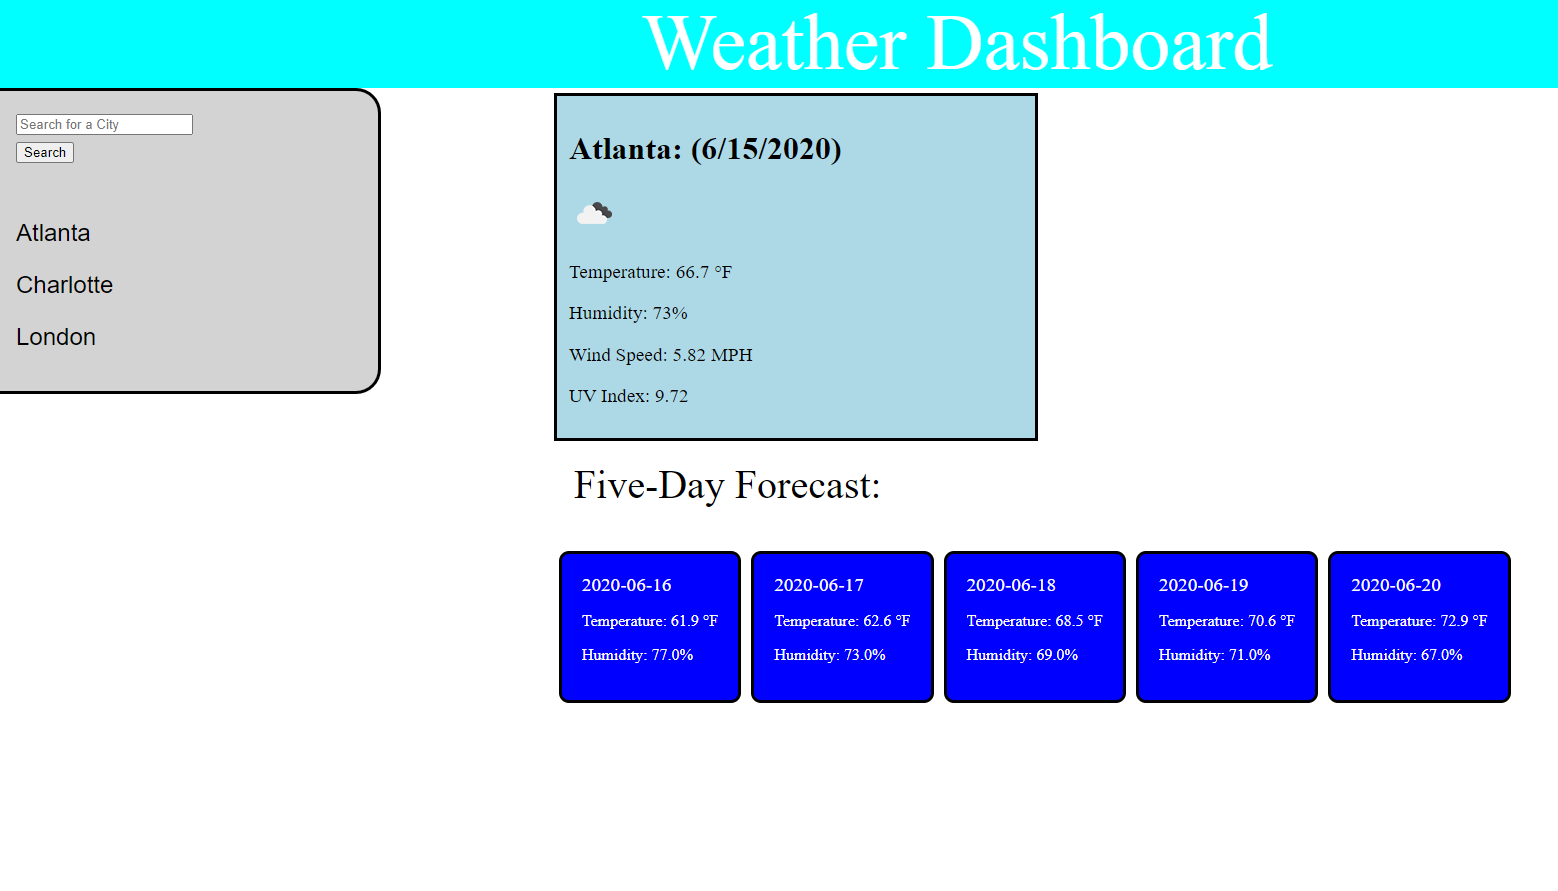 Weather Dashboard
Search for a City
Search
Atlanta
Charlotte
London
Atlanta: (6/15/2020)
Temperature: 66.7 °F
Humidity: 73%
Wind Speed: 5.82 MPH
UV Index: 9.72
Five-Day Forecast:
2020-06-16
Temperature: 61.9 °F
Humidity: 77.0%
2020-06-17
Temperature: 62.6 °F
Humidity: 73.0%
2020-06-18
Temperature: 68.5 °F
Humidity: 69.0%
2020-06-19
Temperature: 70.6 °F
Humidity: 71.0%
2020-06-20
Temperature: 72.9 °F
Humidity: 67.0%